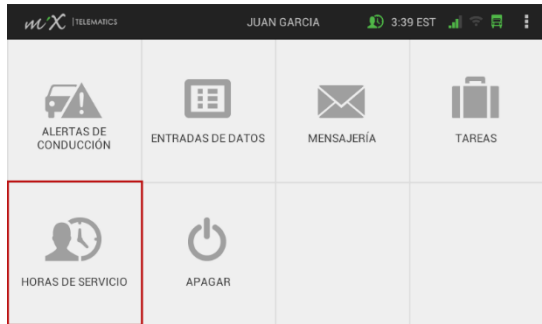 miX TELEMATICS
JUAN GARCIA
3:39 EST
ALERTAS DE
CONDUCCIÓN
ENTRADAS DE DATOS
MENSAJERÍA
TAREAS
HORAS DE SERVICIO
APAGAR